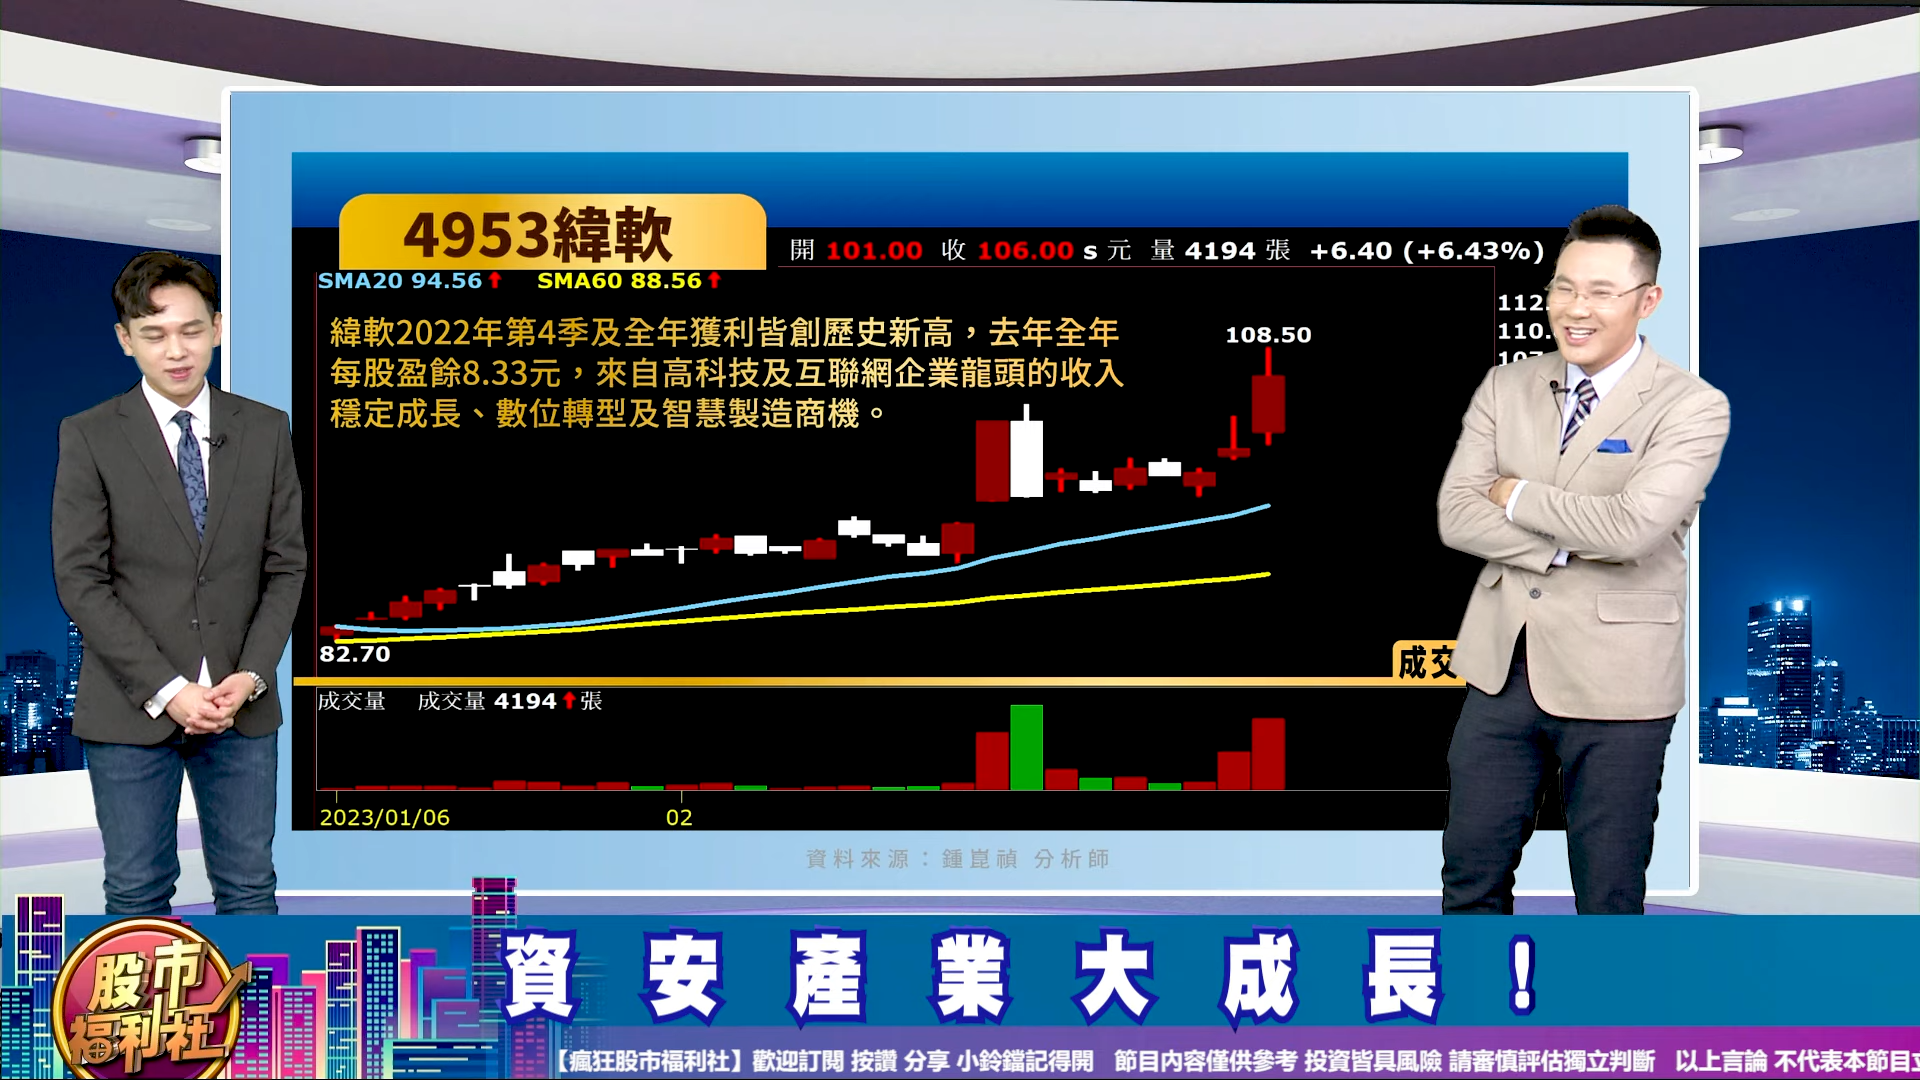 4953緯軟
開 101.00 收 106.00 s 元 量 4194 張 +6.40 (+6.43%)
SMA20 94.56⬆ SMA60 88.56⬆
緯軟2022年第4季及全年獲利皆創歷史新高，去年全年
每股盈餘8.33元，來自高科技及互聯網企業龍頭的收入
穩定成長、數位轉型及智慧製造商機。
108.50
112.
110.
107
82.70
成交
成交量 成交量 4194⬆張
2023/01/06 02
資料來源：鍾崑禎 分析師
資安產業大成長！
股市
福利社
【瘋狂股市福利社】歡迎訂閱 按讚 分享 小鈴鐺記得開 節目內容僅供參考 投資皆具風險 請審慎評估獨立判斷 以上言論 不代表本節目立